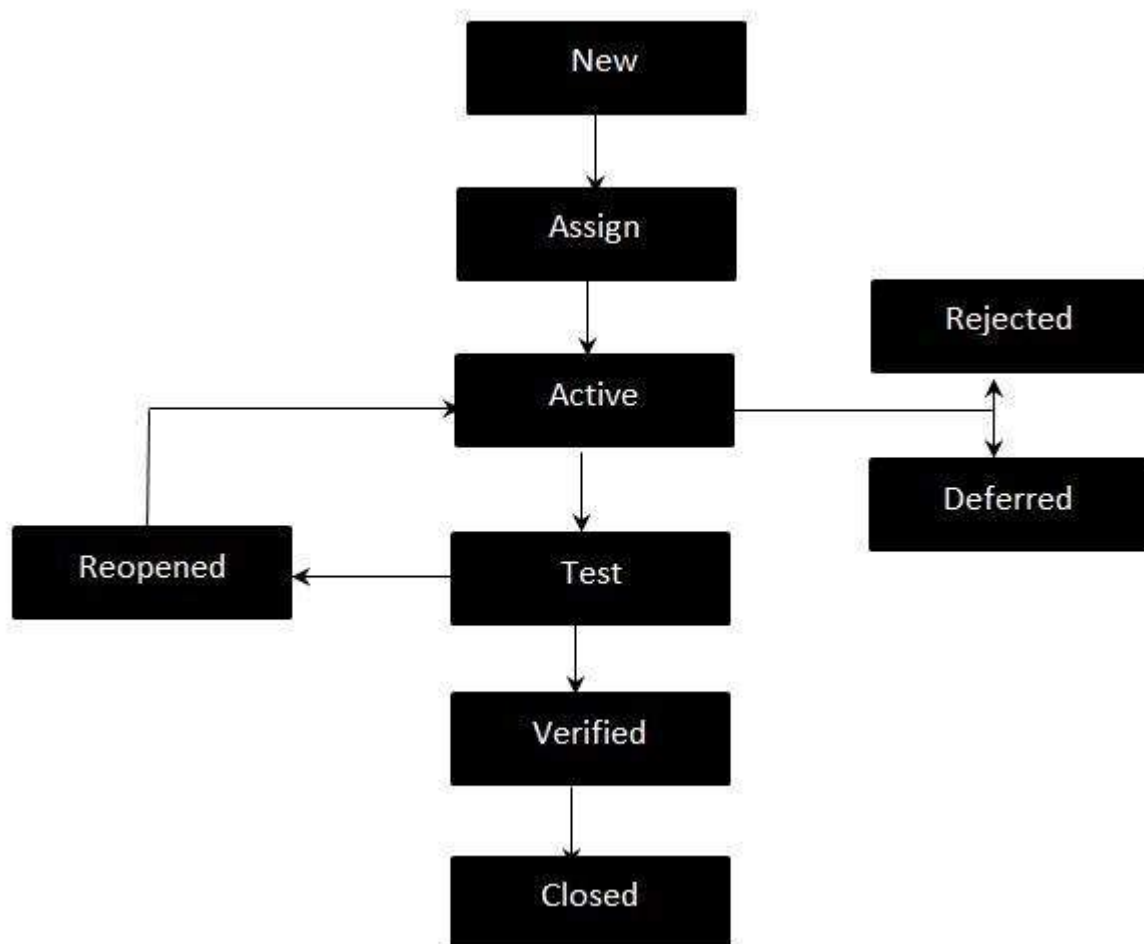 New
Assign
Rejected
Active
Deferred
Reopened
Test
Verified
Closed